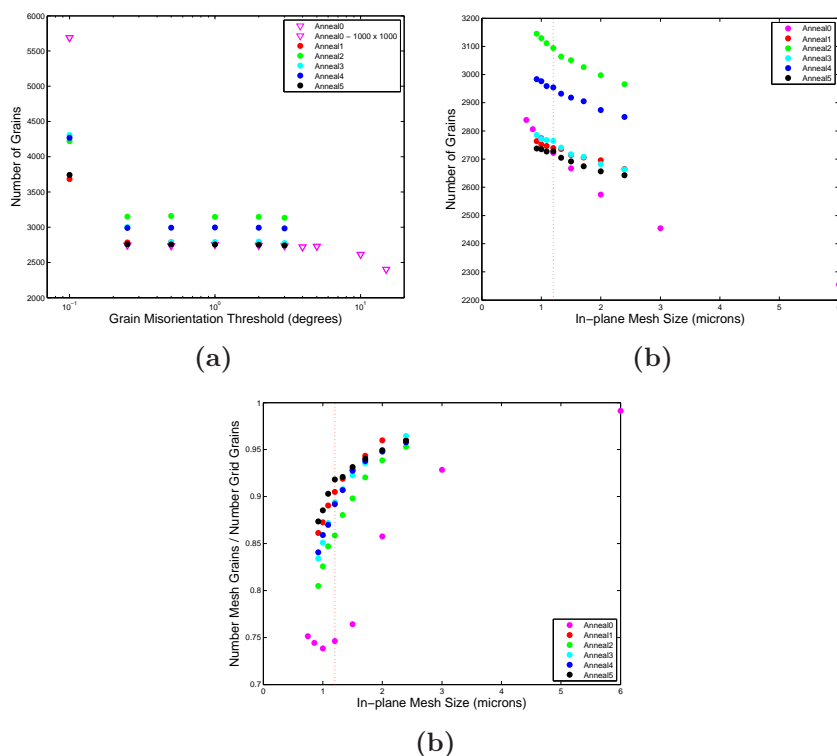 6000
5500
5000
4500
4000
3500
3000
2500
2000
10⁻¹
10⁰
10¹
Number of Grains
Grain Misorientation Threshold (degrees)
Anneal0
Anneal0 − 1000 x 1000
Anneal1
Anneal2
Anneal3
Anneal4
Anneal5
(a)
3200
3100
3000
2900
2800
2700
2600
2500
2400
2300
2200
0 1 2 3 4 5 6
Number of Grains
In−plane Mesh Size (microns)
Anneal0
Anneal1
Anneal2
Anneal3
Anneal4
Anneal5
(b)
1
0.95
0.9
0.85
0.8
0.75
0.7
0 1 2 3 4 5 6
Number Mesh Grains / Number Grid Grains
In−plane Mesh Size (microns)
Anneal0
Anneal1
Anneal2
Anneal3
Anneal4
Anneal5
(b)